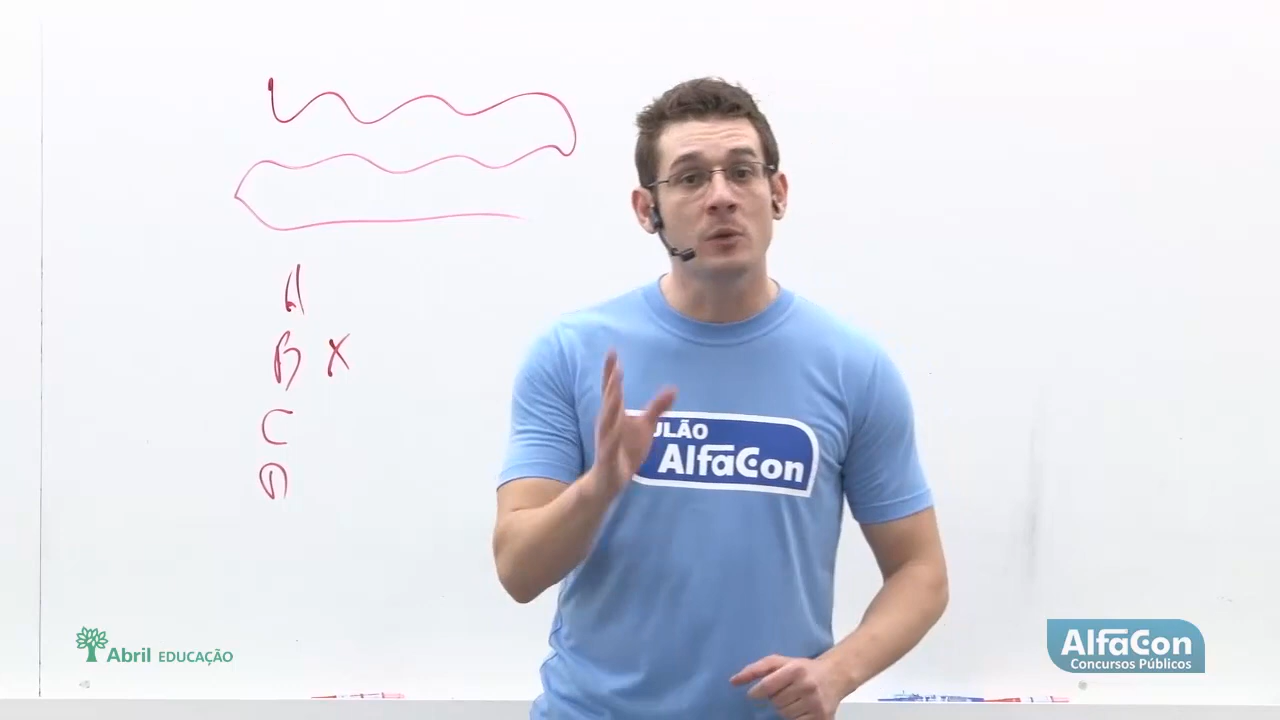 A
B X
C
D
ULÃO
AlfaCon
Abril EDUCAÇÃO
AlfaCon
Concursos Públicos